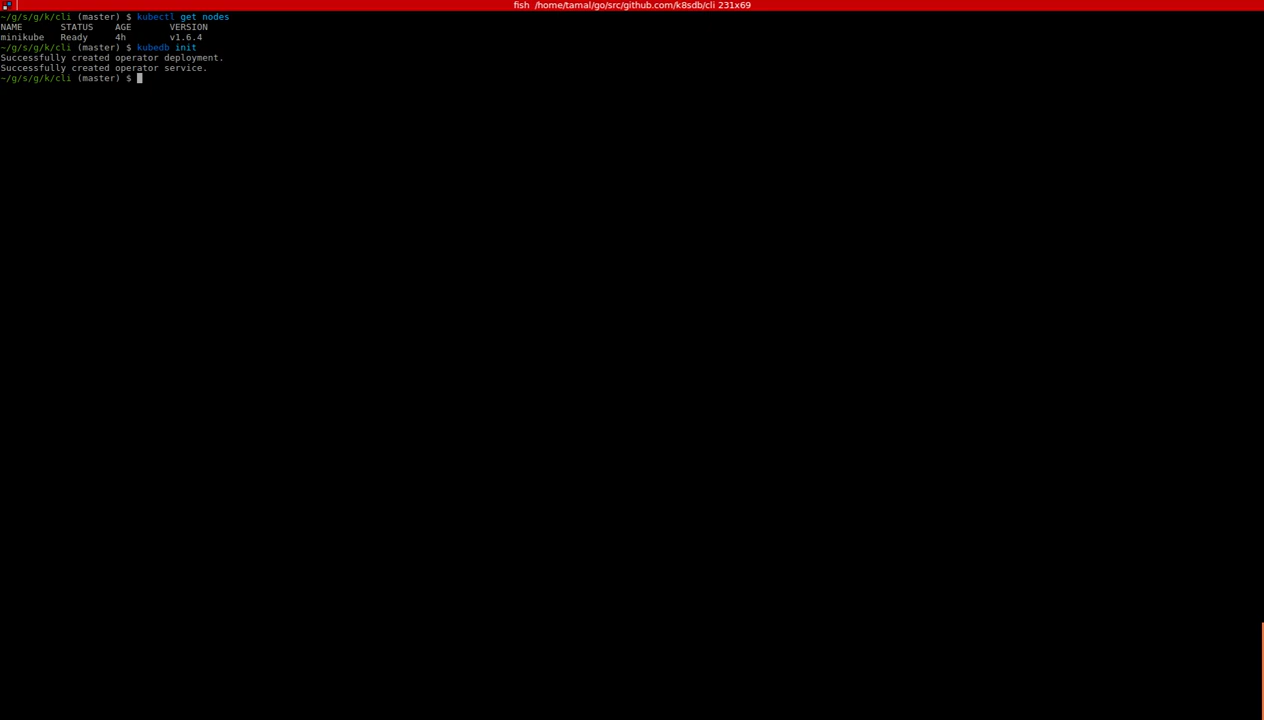 fish  /home/tamal/go/src/github.com/k8sdb/cli 231x69
~/g/s/g/k/cli (master) $ kubectl get nodes
NAME       STATUS    AGE       VERSION
minikube   Ready     4h        v1.6.4
~/g/s/g/k/cli (master) $ kubedb init
Successfully created operator deployment.
Successfully created operator service.
~/g/s/g/k/cli (master) $